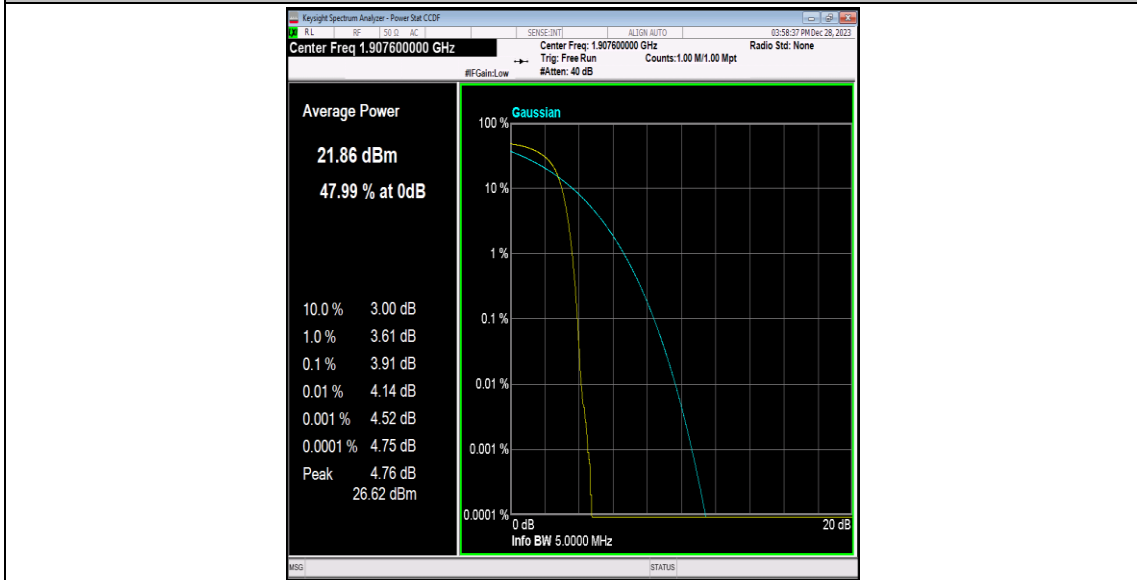 Keysight Spectrum Analyzer - Power Stat CCDF
RL RF 50 Ω AC SENSE:INT ALIGN AUTO 03:58:37 PM Dec 28, 2023
Center Freq 1.907600000 GHz Center Freq: 1.907600000 GHz Radio Std: None
Trig: Free Run Counts:1.00 M/1.00 Mpt
#IFGain:Low #Atten: 40 dB
Average Power
21.86 dBm
47.99 % at 0dB
10.0 % 3.00 dB
1.0 % 3.61 dB
0.1 % 3.91 dB
0.01 % 4.14 dB
0.001 % 4.52 dB
0.0001 % 4.75 dB
Peak 4.76 dB
26.62 dBm
Gaussian
100 %
10 %
1 %
0.1 %
0.01 %
0.001 %
0.0001 %
0 dB 20 dB
Info BW 5.0000 MHz
MSG STATUS